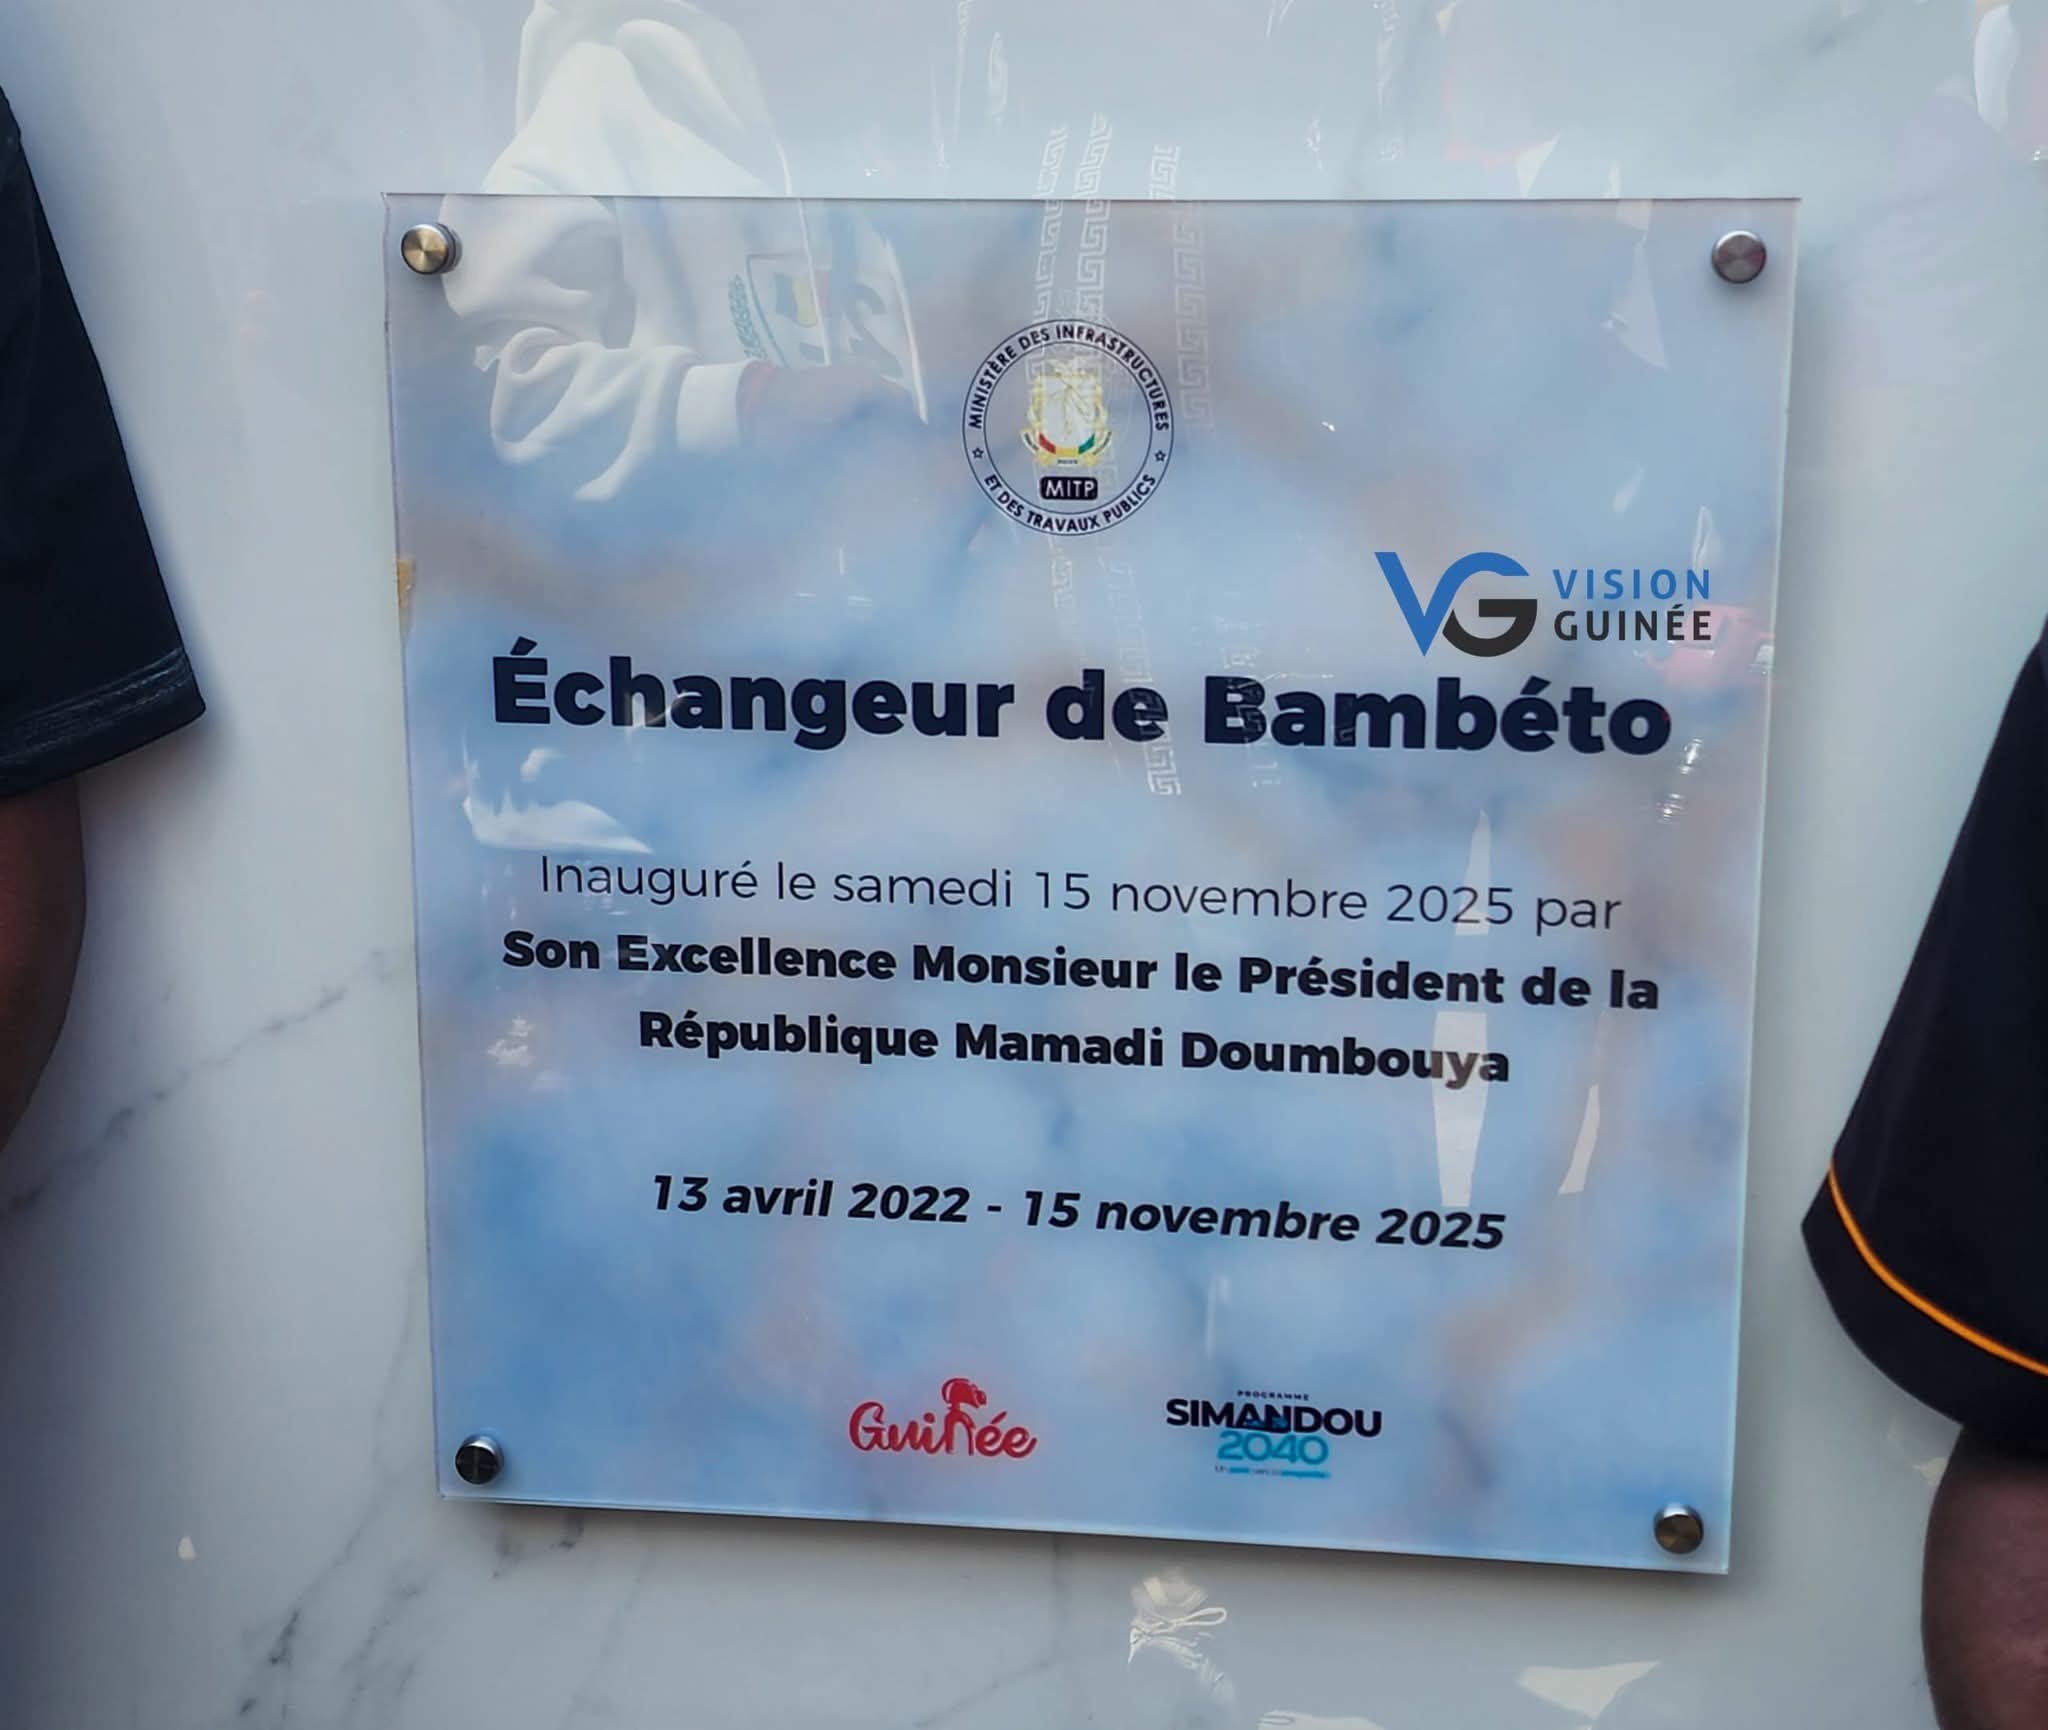 MINISTÈRE DES INFRASTRUCTURES
ET DES TRAVAUX PUBLICS
MITP
VISION
GUINÉE
Échangeur de Bambéto
Inauguré le samedi 15 novembre 2025 par
Son Excellence Monsieur le Président de la
République Mamadi Doumbouya
13 avril 2022 - 15 novembre 2025
Guinée
PROGRAMME
SIMANDOU
2040